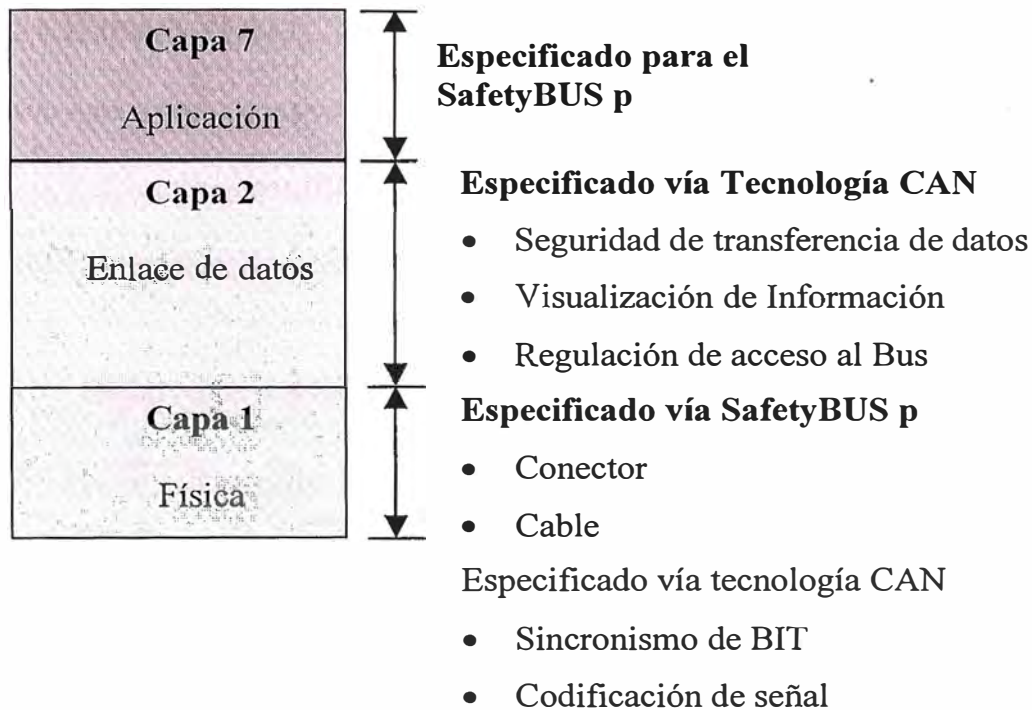 Capa 7
Aplicación
Especificado para el
SafetyBUS p
Capa 2
Enlace de datos
Especificado vía Tecnología CAN
• Seguridad de transferencia de datos
• Visualización de Información
• Regulación de acceso al Bus
Capa 1
Física
Especificado vía SafetyBUS p
• Conector
• Cable
Especificado vía tecnología CAN
• Sincronismo de BIT
• Codificación de señal